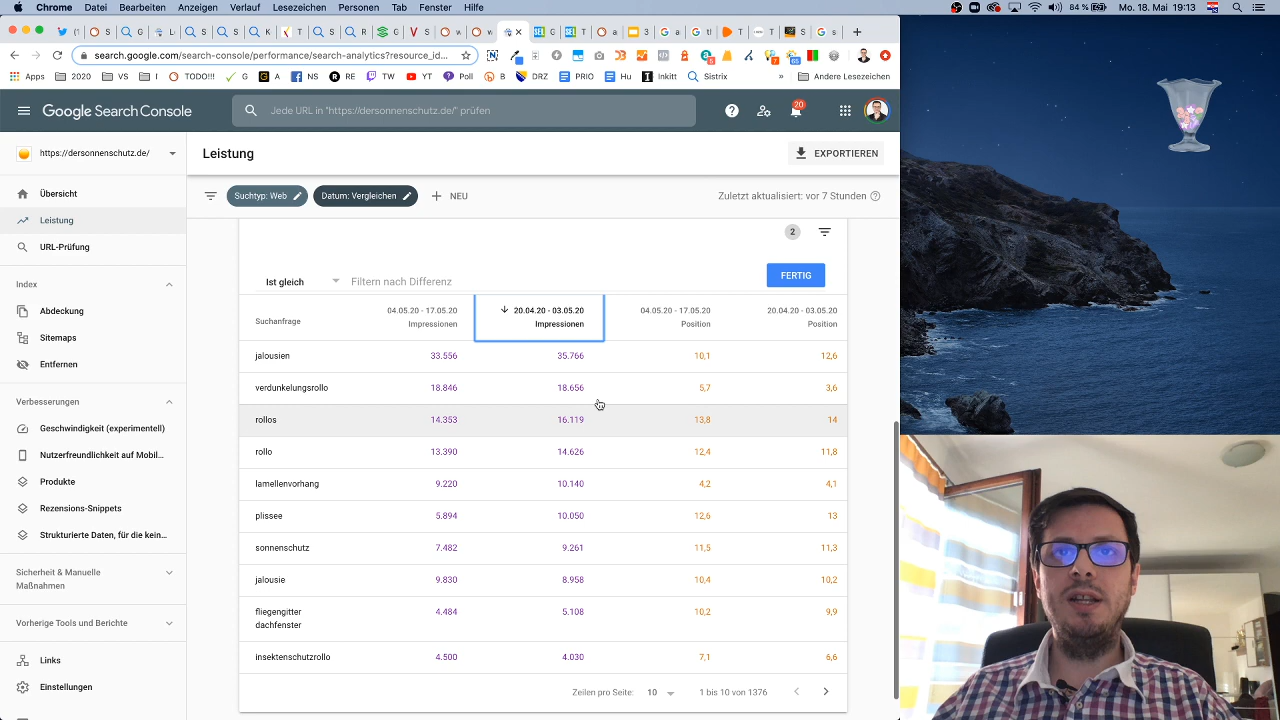 Chrome Datei Bearbeiten Anzeigen Verlauf Lesezeichen Personen Tab Fenster Hilfe 84 % Mo. 18. Mai 19:13
search.google.com/search-console/performance/search-analytics?resource_id...
Apps 2020 VS I TODO!!! G A NS RE TW YT Poll B DRZ PRIO Hu Inkitt Sistrix » Andere Lesezeichen
Google Search Console Jede URL in "https://dersonnenschutz.de/" prüfen 20
https://dersonnenschutz.de/ Leistung EXPORTIEREN
Übersicht Suchtyp: Web Datum: Vergleichen NEU Zuletzt aktualisiert: vor 7 Stunden
Leistung
URL-Prüfung
Index
Abdeckung
Sitemaps
Entfernen
Verbesserungen
Geschwindigkeit (experimentell)
Nutzerfreundlichkeit auf Mobil...
Produkte
Rezensions-Snippets
Strukturierte Daten, für die kein...
Sicherheit & Manuelle
Maßnahmen
Vorherige Tools und Berichte
Links
Einstellungen
2
Ist gleich Filtern nach Differenz FERTIG
04.05.20 - 17.05.20 20.04.20 - 03.05.20 04.05.20 - 17.05.20 20.04.20 - 03.05.20
Suchanfrage Impressionen Impressionen Position Position
jalousien 33.556 35.766 10,1 12,6
verdunkelungsrollo 18.846 18.656 5,7 3,6
rollos 14.353 16.119 13,8 14
rollo 13.390 14.626 12,4 11,8
lamellenvorhang 9.220 10.140 4,2 4,1
plissee 5.894 10.050 12,6 13
sonnenschutz 7.482 9.261 11,5 11,3
jalousie 9.830 8.958 10,4 10,2
fliegengitter
dachfenster 4.484 5.108 10,2 9,9
insektenschutzrollo 4.500 4.030 7,1 6,6
Zeilen pro Seite: 10 1 bis 10 von 1376